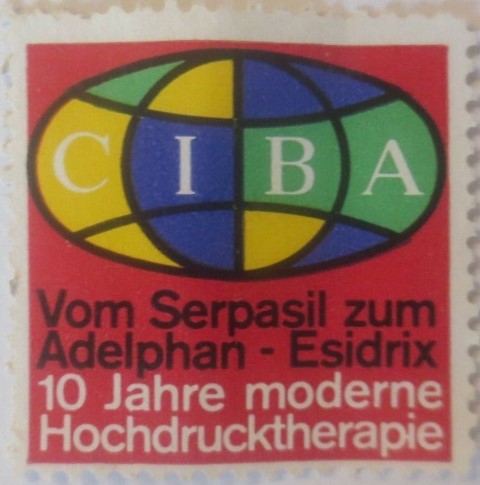 CIBA
Vom Serpasil zum
Adelphan - Esidrix
10 Jahre moderne
Hochdrucktherapie